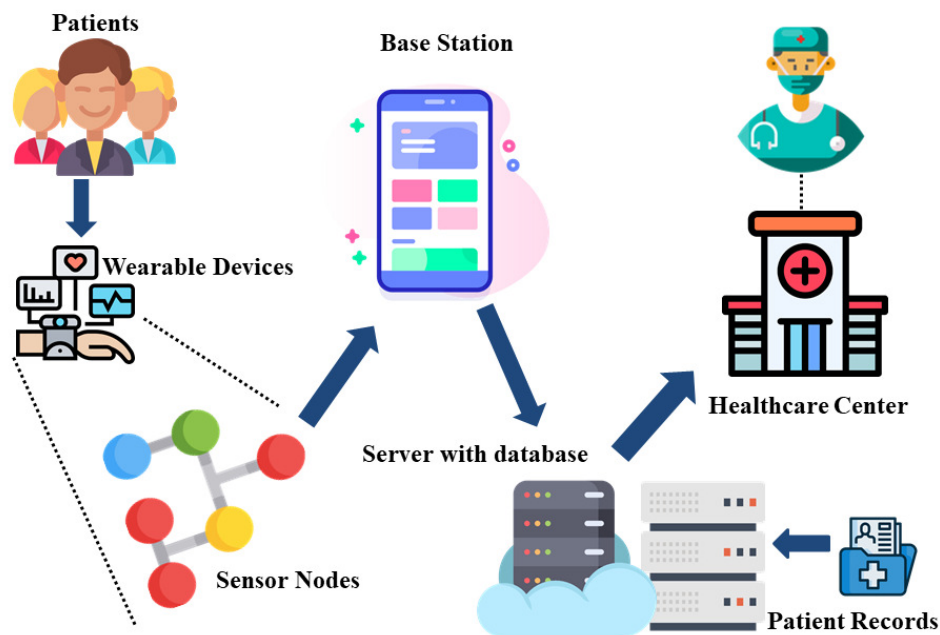 Patients
Base Station
Wearable Devices
Healthcare Center
Server with database
Sensor Nodes
Patient Records